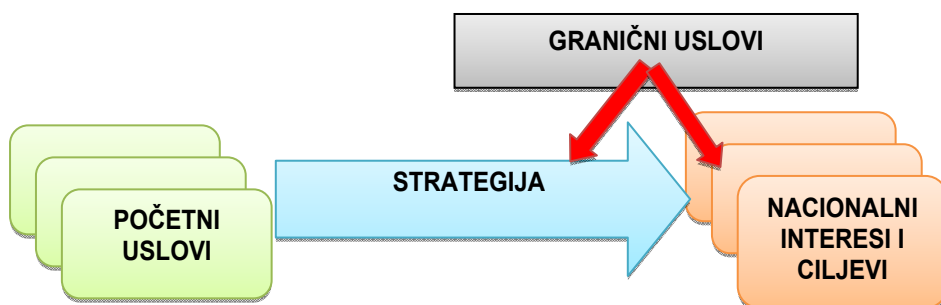 GRANIČNI USLOVI
STRATEGIJA
POČETNI
USLOVI
NACIONALNI
INTERESI I
CILJEVI